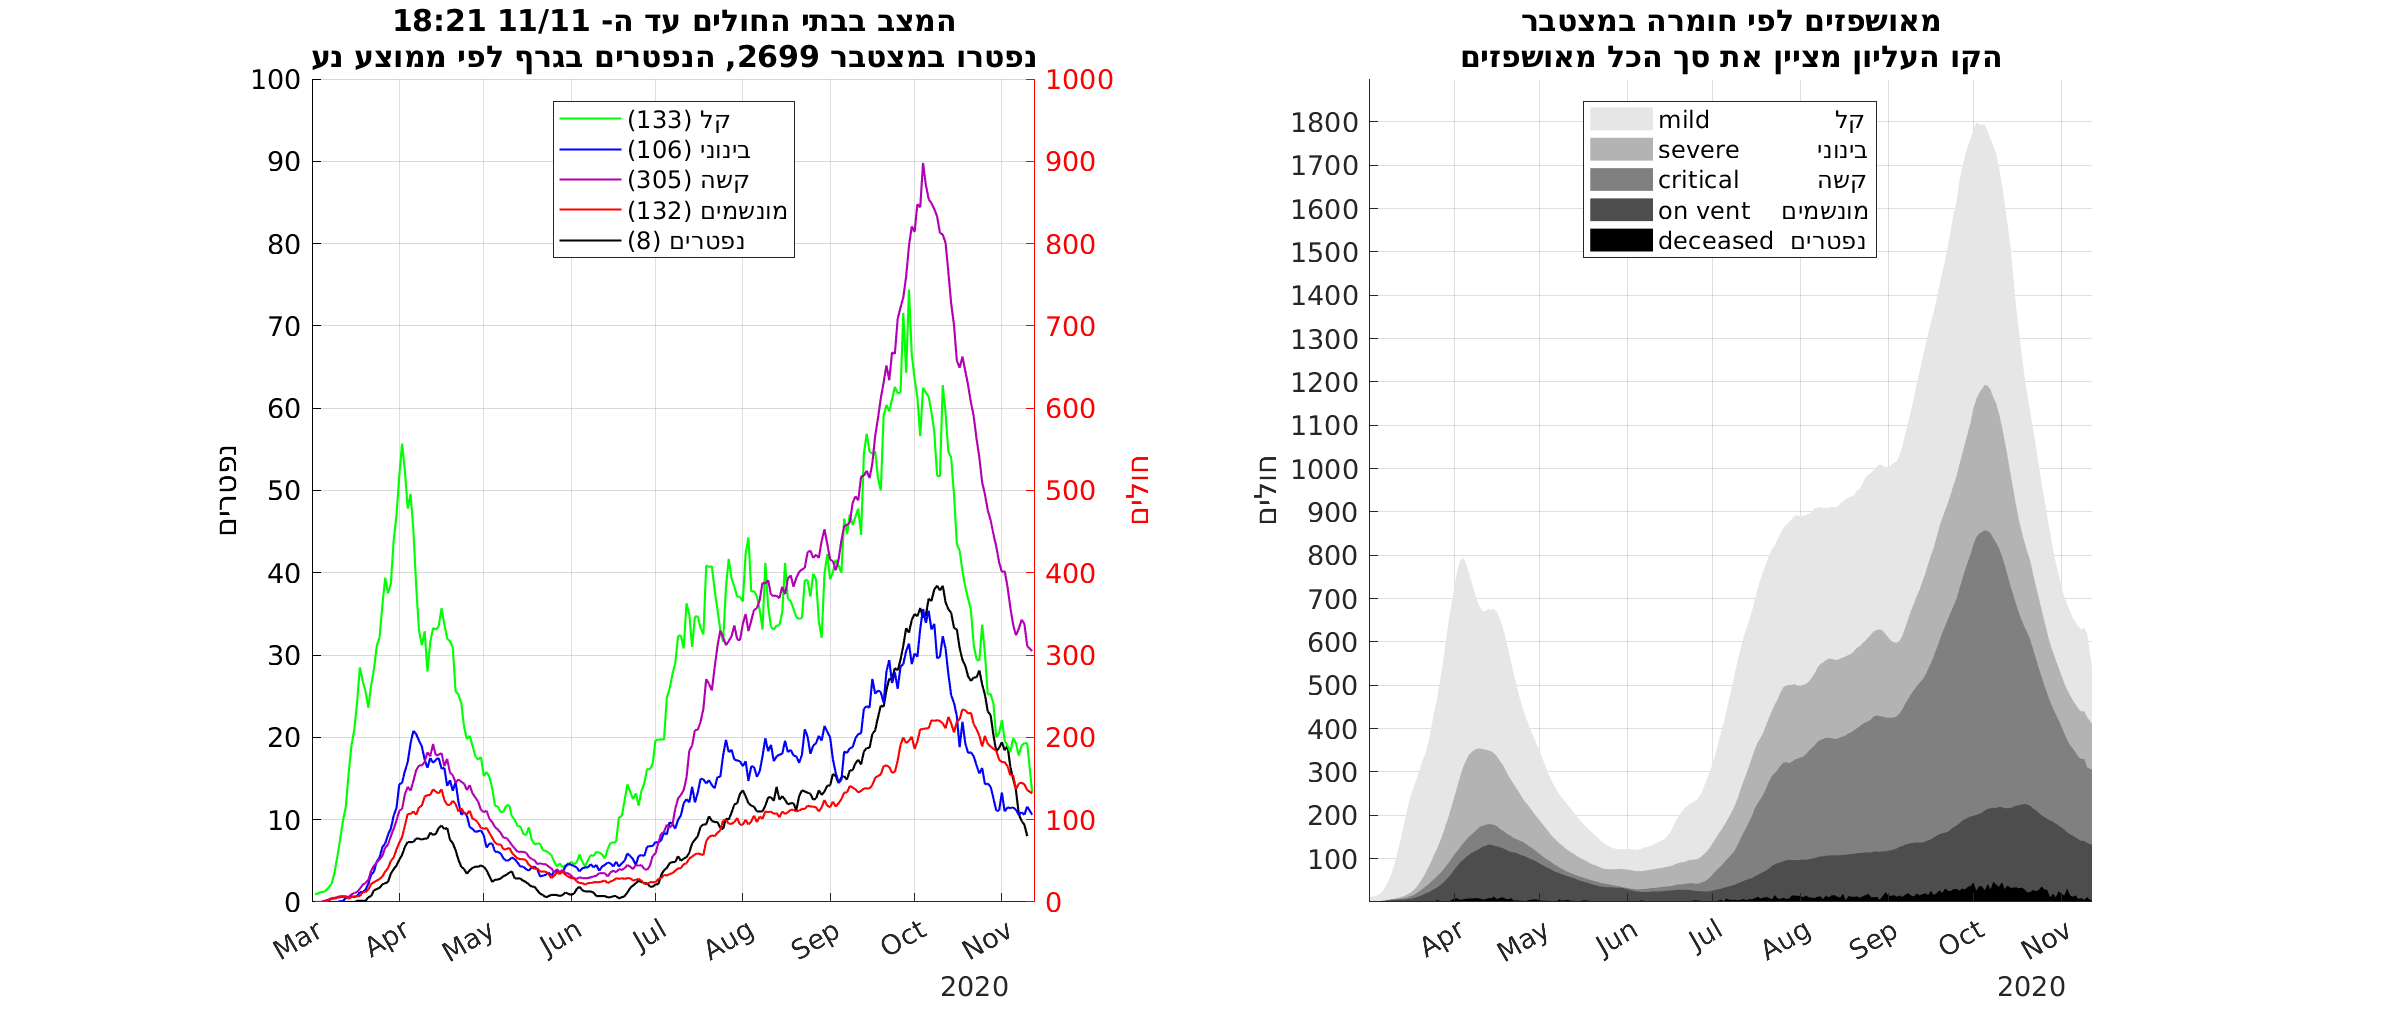 המצב בבתי החולים עד ה- 11/11 18:21
נפטרו במצטבר 2699, הנפטרים בגרף לפי ממוצע נע
100
90
80
70
60
50
40
30
20
10
0
נפטרים
קל (133)
בינוני (106)
קשה (305)
מונשמים (132)
נפטרים (8)
1000
900
800
700
600
500
400
300
200
100
0
חולים
Mar Apr May Jun Jul Aug Sep Oct Nov
2020
מאושפזים לפי חומרה במצטבר
הקו העליון מציין את סך הכל מאושפזים
1800
1700
1600
1500
1400
1300
1200
1100
1000
900
800
700
600
500
400
300
200
100
חולים
mild קל
severe בינוני
critical קשה
on vent מונשמים
deceased נפטרים
Apr May Jun Jul Aug Sep Oct Nov
2020